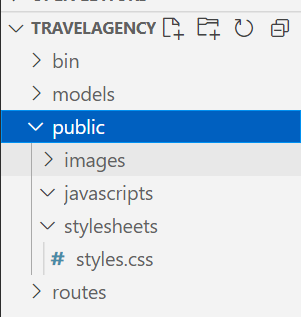 TRAVELAGENCY
bin
models
public
images
javascripts
stylesheets
# styles.css
routes